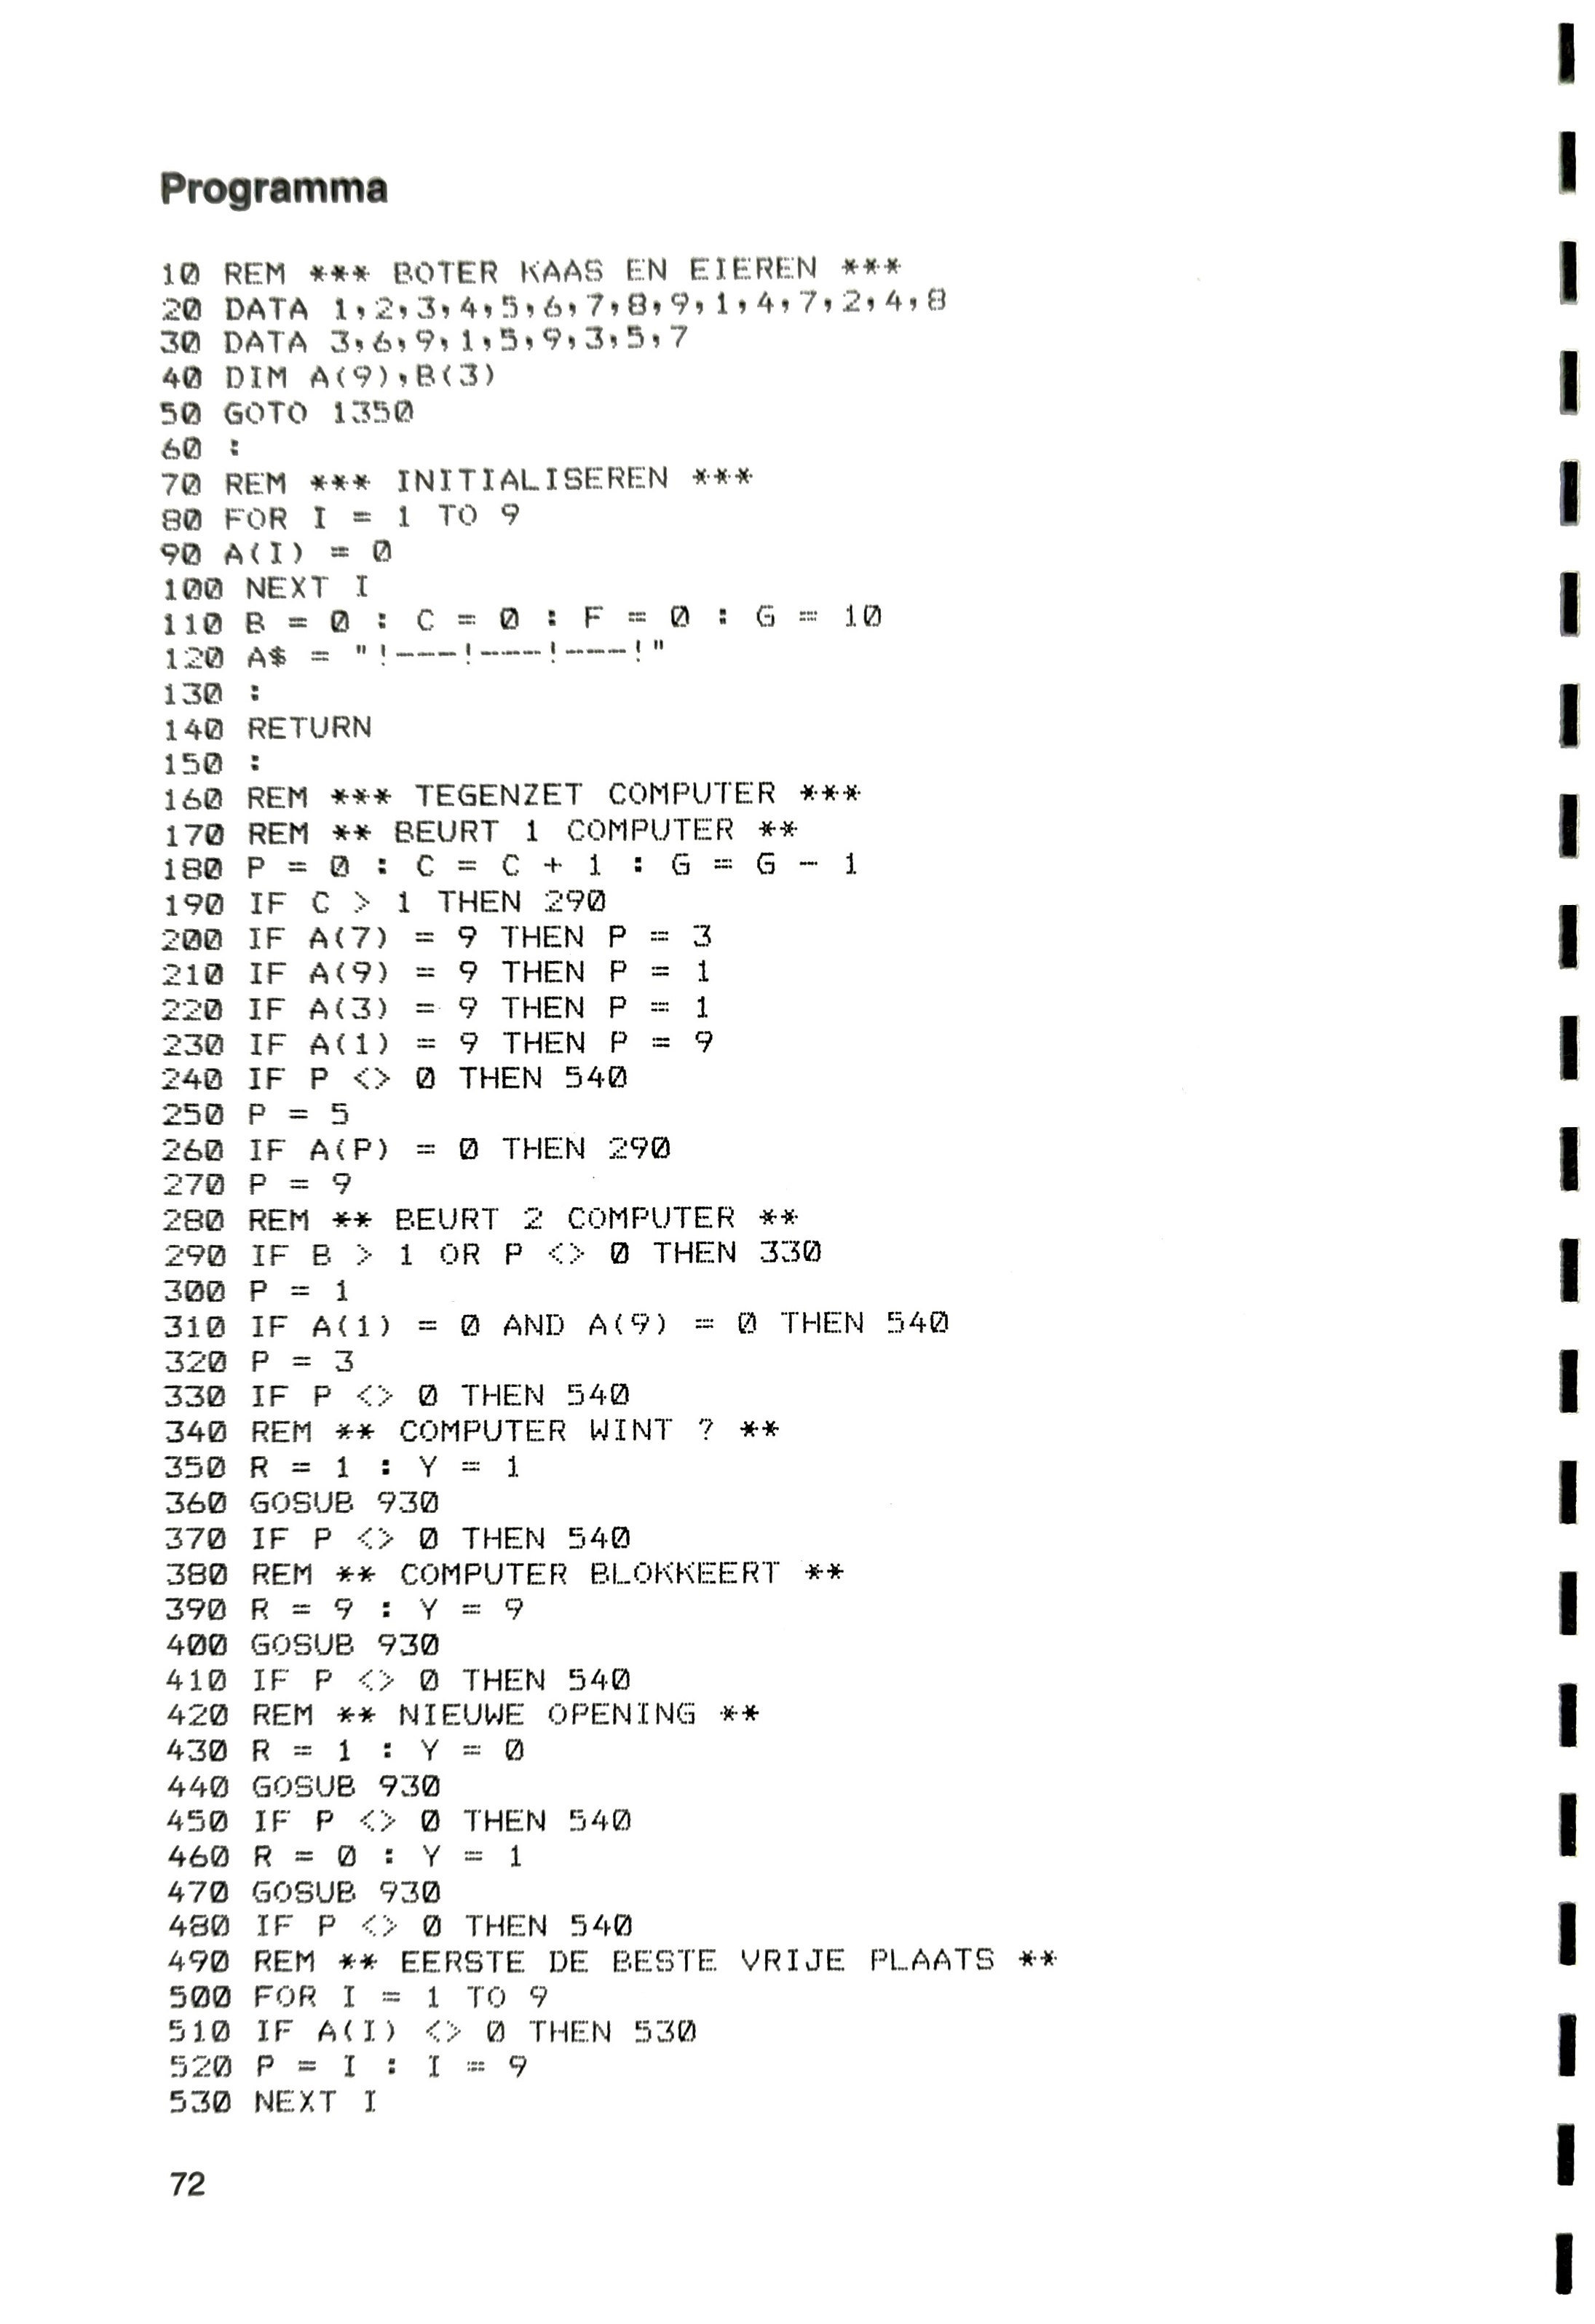 Programma
10 REM *** BOTER KAAS EN EIEREN ***
20 DATA 1,2,3,4,5,6,7,8,9,1,4,7,2,4,8
30 DATA 3,6,9,1,5,9,3,5,7
40 DIM A(9),B(3)
50 GOTO 1350
60 :
70 REM *** INITIALISEREN ***
80 FOR I = 1 TO 9
90 A(I) = 0
100 NEXT I
110 B = 0 : C = 0 : F = 0 : G = 10
120 A$ = "!---!---!---!"
130 :
140 RETURN
150 :
160 REM *** TEGENZET COMPUTER ***
170 REM ** BEURT 1 COMPUTER **
180 P = 0 : C = C + 1 : G = G - 1
190 IF C > 1 THEN 290
200 IF A(7) = 9 THEN P = 3
210 IF A(9) = 9 THEN P = 1
220 IF A(3) = 9 THEN P = 1
230 IF A(1) = 9 THEN P = 9
240 IF P <> 0 THEN 540
250 P = 5
260 IF A(P) = 0 THEN 290
270 P = 9
280 REM ** BEURT 2 COMPUTER **
290 IF B > 1 OR P <> 0 THEN 330
300 P = 1
310 IF A(1) = 0 AND A(9) = 0 THEN 540
320 P = 3
330 IF P <> 0 THEN 540
340 REM ** COMPUTER WINT ? **
350 R = 1 : Y = 1
360 GOSUB 930
370 IF P <> 0 THEN 540
380 REM ** COMPUTER BLOKKEERT **
390 R = 9 : Y = 9
400 GOSUB 930
410 IF P <> 0 THEN 540
420 REM ** NIEUWE OPENING **
430 R = 1 : Y = 0
440 GOSUB 930
450 IF P <> 0 THEN 540
460 R = 0 : Y = 1
470 GOSUB 930
480 IF P <> 0 THEN 540
490 REM ** EERSTE DE BESTE VRIJE PLAATS **
500 FOR I = 1 TO 9
510 IF A(I) <> 0 THEN 530
520 P = I : I = 9
530 NEXT I
72